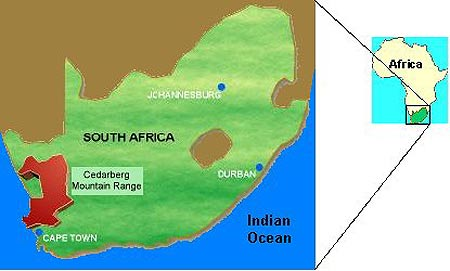 Africa
JOHANNESBURG
SOUTH AFRICA
Cedarberg
Mountain Range
DURBAN
Indian
Ocean
CAPE TOWN